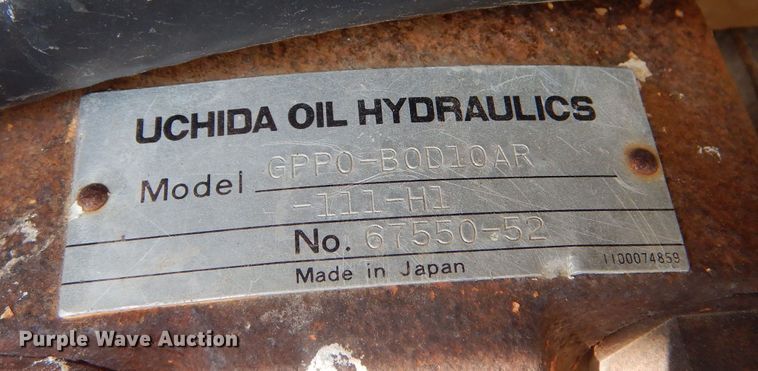 UCHIDA OIL HYDRAULICS
Model GPP0-B0D10AR
-111-H1
No. 67550-52
Made in Japan 1100074859
Purple Wave Auction